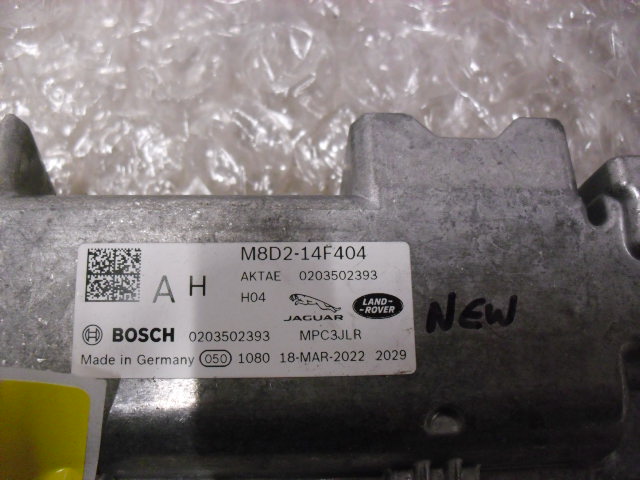 M8D2-14F404
A H AKTAE 0203502393
H04 JAGUAR LAND-ROVER
BOSCH 0203502393 MPC3JLR
Made in Germany 050 1080 18-MAR-2022 2029
NEW